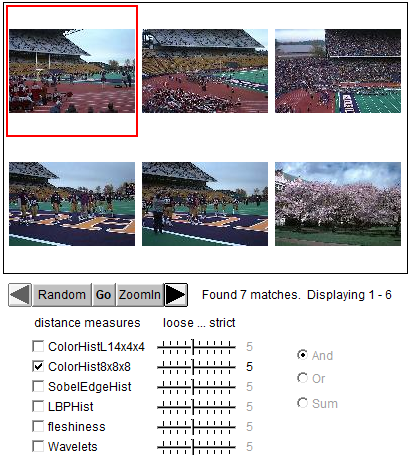 Random Go ZoomIn Found 7 matches. Displaying 1 - 6
distance measures loose ... strict
ColorHistL14x4x4 5
ColorHist8x8x8 5 And
SobelEdgeHist 5 Or
LBPHist 5 Sum
fleshiness 5
Wavelets 5